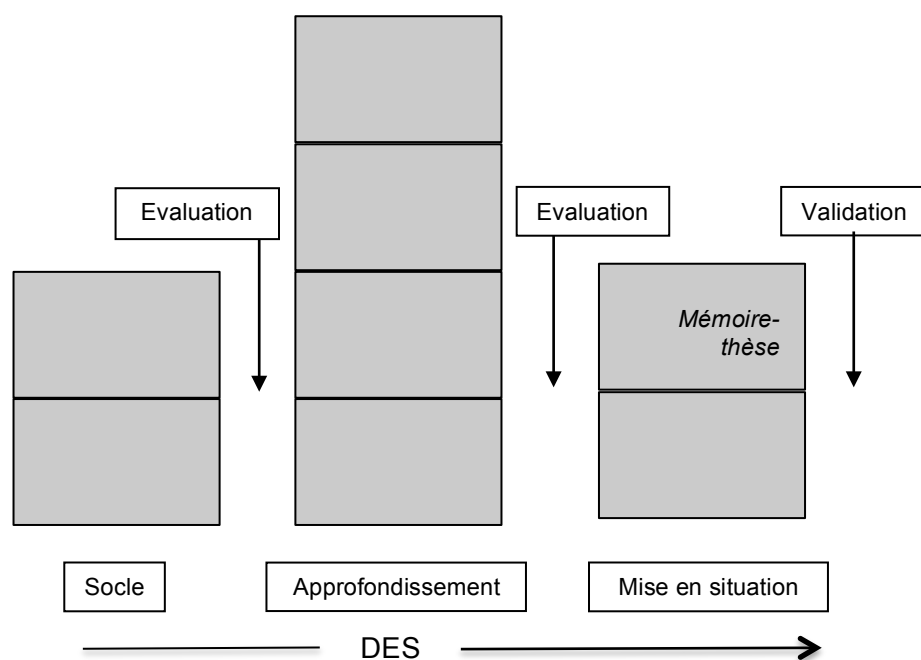 Evaluation
Evaluation
Validation
Mémoire-
thèse
Socle
Approfondissement
Mise en situation
DES